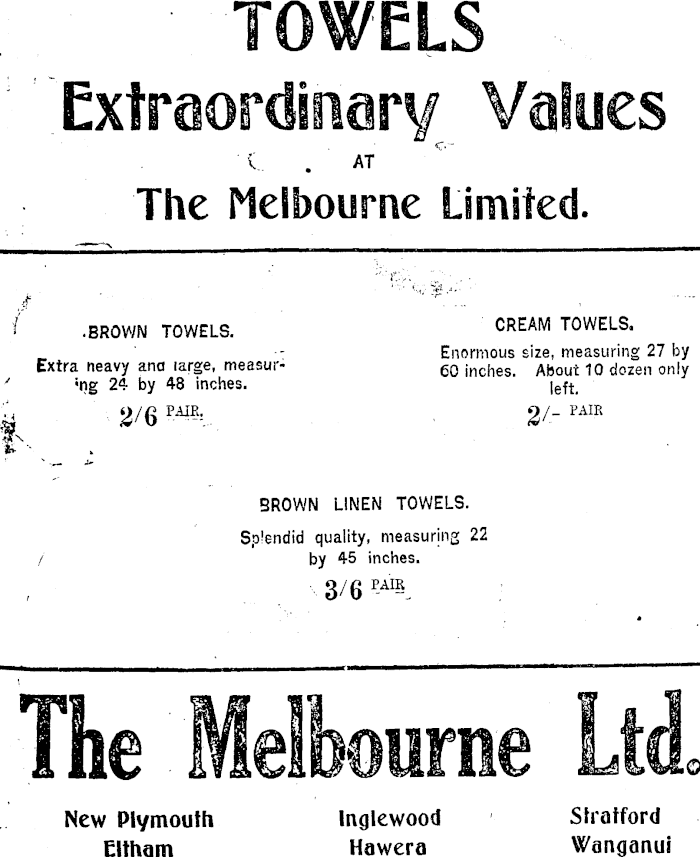 TOWELS
Extraordinary Values
AT
The Melbourne Limited.
BROWN TOWELS.
Extra heavy and large, measur-
ing 24 by 48 inches.
2/6 PAIR.
CREAM TOWELS.
Enormous size, measuring 27 by
60 inches. About 10 dozen only
left.
2/- PAIR
BROWN LINEN TOWELS.
Splendid quality, measuring 22
by 45 inches.
3/6 PAIR
The Melbourne Ltd.
New Plymouth Inglewood Stratford
Eltham Hawera Wanganui